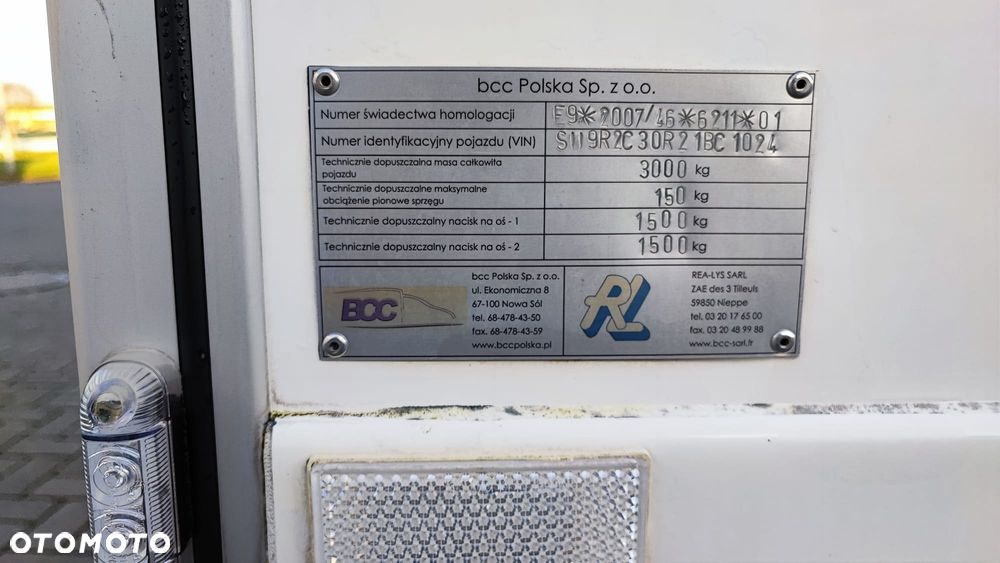 bcc Polska Sp. z o.o.
Numer świadectwa homologacji E9*2007/46*6211*01
Numer identyfikacyjny pojazdu (VIN) S119R2C30R21BC1024
Technicznie dopuszczalna masa całkowita
pojazdu
3000 kg
Technicznie dopuszczalne maksymalne
obciążenie pionowe sprzęgu
150 kg
Technicznie dopuszczalny nacisk na oś - 1 1500 kg
Technicznie dopuszczalny nacisk na oś - 2 1500 kg
BCC
bcc Polska Sp. z o.o.
ul. Ekonomiczna 8
67-100 Nowa Sól
tel. 68-478-43-50
fax. 68-478-43-59
www.bccpolska.pl
RL
REA-LYS SARL
ZAE des 3 Tilleuls
59850 Nieppe
tel. 03 20 17 65 00
fax. 03 20 48 99 88
www.bcc-sarl.fr
OTOMOTO